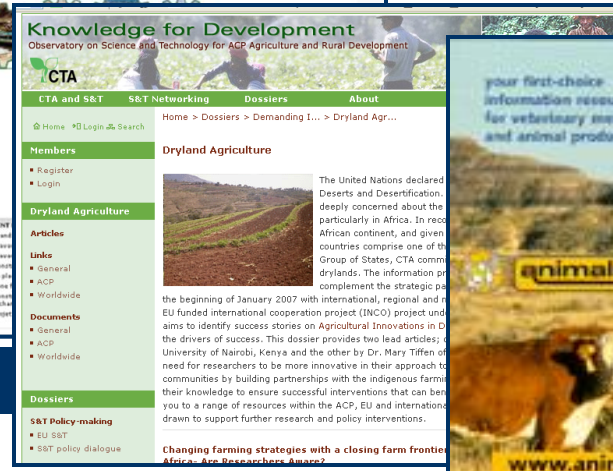 Knowledge for Development
Observatory on Science and Technology for ACP Agriculture and Rural Development
CTA
CTA and S&T S&T Networking Dossiers About
Home Login Search
Home > Dossiers > Demanding I... > Dryland Agr...
Members
Register
Login
Dryland Agriculture
Articles
Links
General
ACP
Worldwide
Documents
General
ACP
Worldwide
Dossiers
S&T Policy-making
EU S&T
S&T policy dialogue
Dryland Agriculture
The United Nations declared
Deserts and Desertification.
deeply concerned about the
particularly in Africa. In reco
African continent, and given
countries comprise one of th
Group of States, CTA comm
drylands. The information pr
complement the strategic pa
the beginning of January 2007 with international, regional and n
EU funded international cooperation project (INCO) project und
aims to identify success stories on Agricultural Innovations in D
the drivers of success. This dossier provides two lead articles;
University of Nairobi, Kenya and the other by Dr. Mary Tiffen of
need for researchers to be more innovative in their approach to
communities by building partnerships with the indigenous farmi
their knowledge to ensure successful interventions that can ben
you to a range of resources within the ACP, EU and internationa
drawn to support further research and policy interventions.
Changing farming strategies with a closing farm frontier
Africa- Are Researchers Aware?
your first-choice
information resou
for veterinary me
and animal produ
animal
www.anim